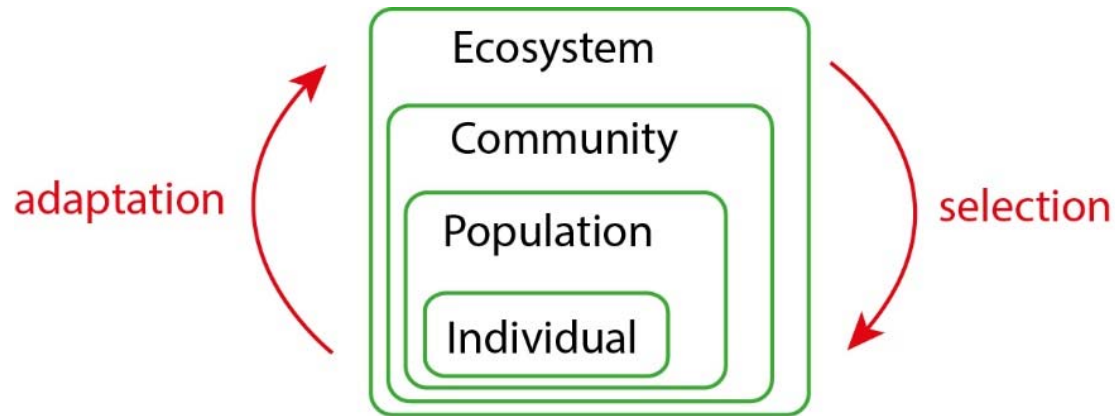 Ecosystem
Community
adaptation
selection
Population
Individual